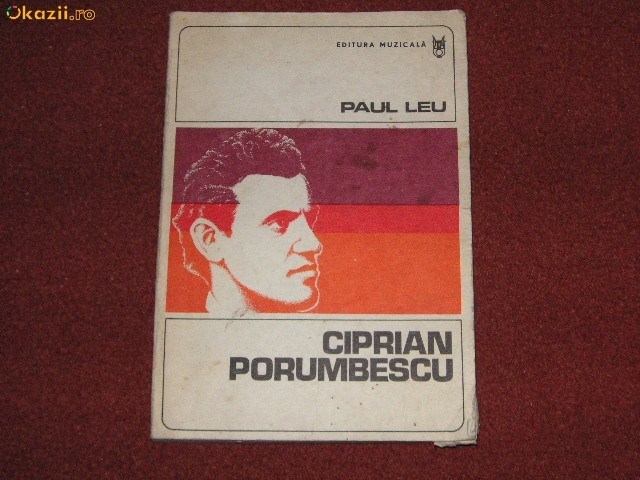 Okazii.ro
EDITURA MUZICALĂ
PAUL LEU
CIPRIAN
PORUMBESCU